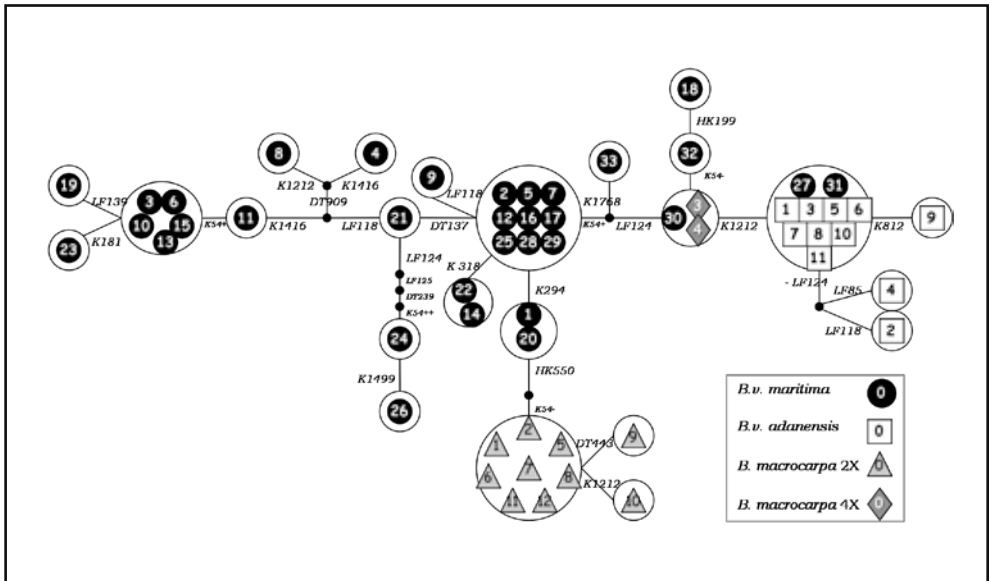 18
HK199
8
4
9
33
32
K54-
K1212
K1416
LF118
K1768
19
LF139
3 6
10 15
13
K54+
11
K1416
DT909
LF118
21
DT137
2 5 7
12 16 17
25 28 29
K54+
LF124
30
3
4
K1212
27 31
1 3 5 6
7 8 10
11
K812
9
23
K181
LF124
LF125
DT239
K54++
K 318
22
14
K294
1
20
- LF124
LF85
4
LF118
2
24
K1499
26
HK550
K54-
2
1 5
7
6 8
11 12
DT443
9
K1212
10
B.v. maritima 0
B.v. adanensis 0
B. macrocarpa 2X 0
B. macrocarpa 4X 0